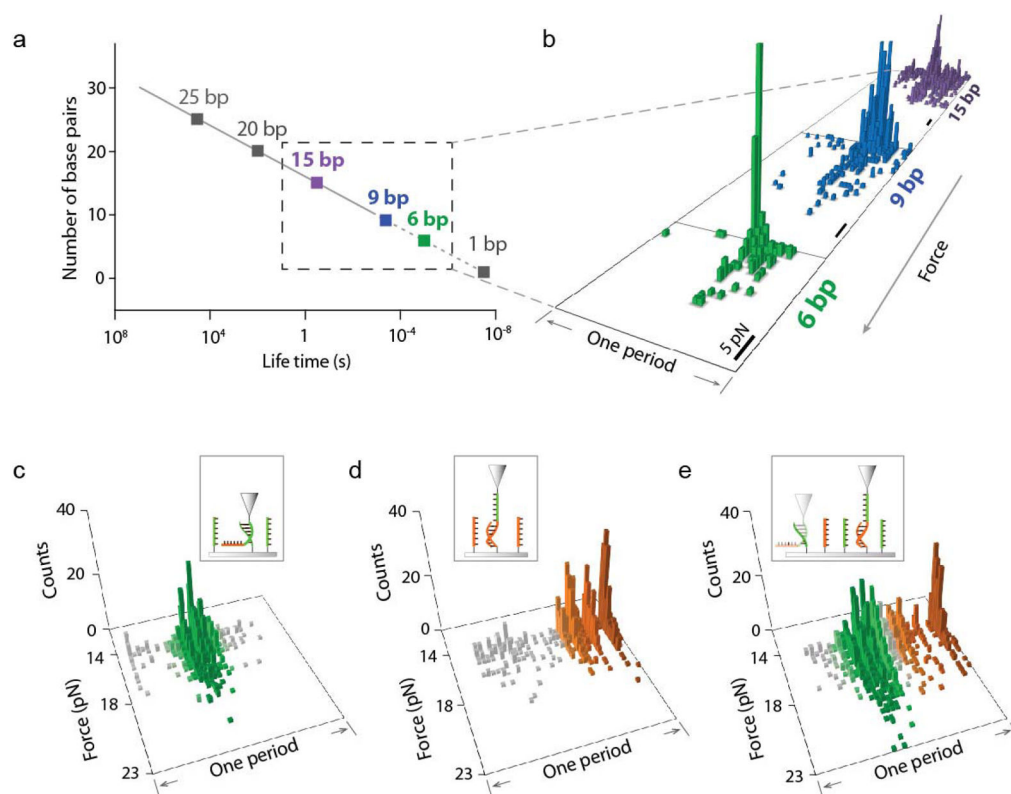 a
Number of base pairs
30
20
10
0
25 bp
20 bp
15 bp
9 bp
6 bp
1 bp
10⁸
10⁴
1
10⁻⁴
10⁻⁸
Life time (s)
b
15 bp
9 bp
6 bp
Force
5 pN
One period
c
40
Counts
20
0
14
18
23
Force (pN)
One period
d
40
Counts
20
0
14
18
23
Force (pN)
One period
e
40
Counts
20
0
14
18
23
Force (pN)
One period